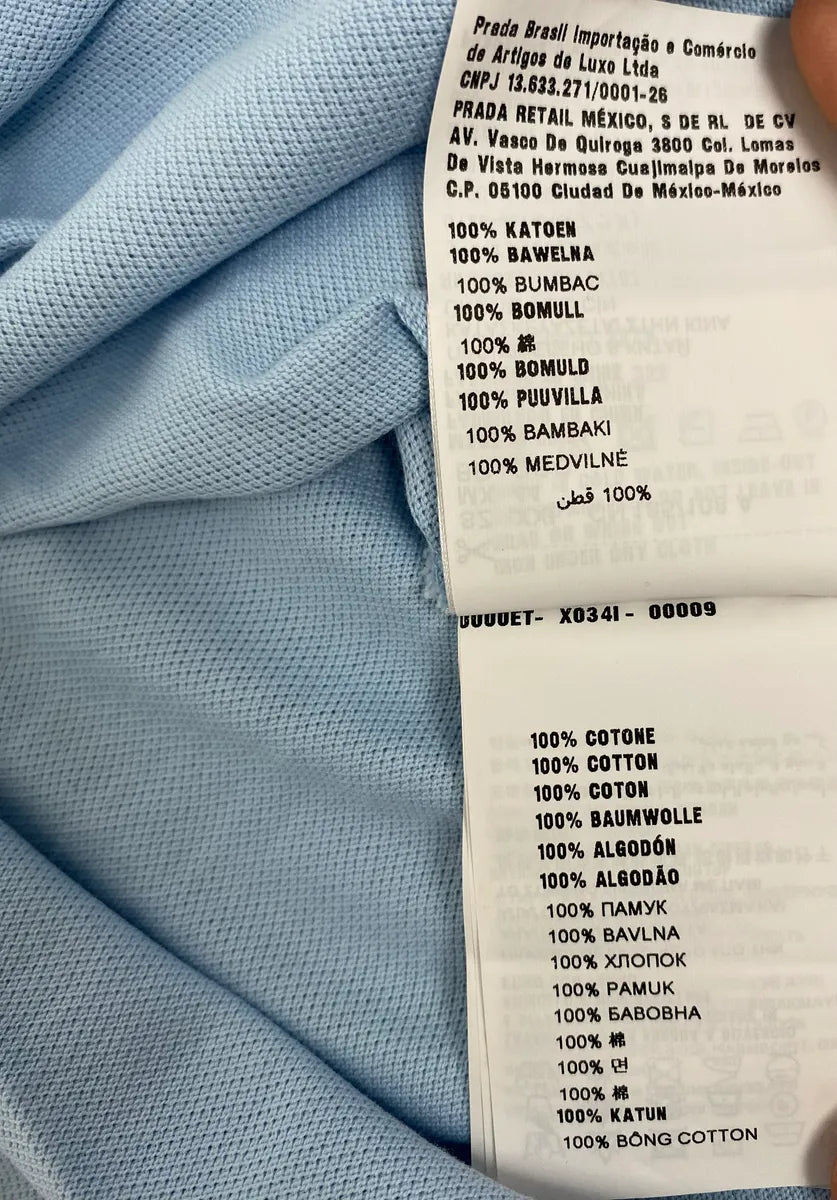 Prada Brasil Importação e Comércio
de Artigos de Luxo Ltda
CNPJ 13.633.271/0001-26
PRADA RETAIL MÉXICO, S DE RL DE CV
AV. Vasco De Quiroga 3800 Col. Lomas
De Vista Hermosa Cuajimalpa De Morelos
C.P. 05100 Ciudad De México-México
100% KATOEN
100% BAWELNA
100% BUMBAC
100% BOMULL
100% 綿
100% BOMULD
100% PUUVILLA
100% BAMBAKI
100% MEDVILNĖ
100% قطن
X034I - 00009
100% COTONE
100% COTTON
100% COTON
100% BAUMWOLLE
100% ALGODÓN
100% ALGODÃO
100% ПАМУК
100% BAVLNA
100% ХЛОПОК
100% PAMUK
100% БАВОВНА
100% 棉
100% 면
100% 棉
100% KATUN
100% BÔNG COTTON